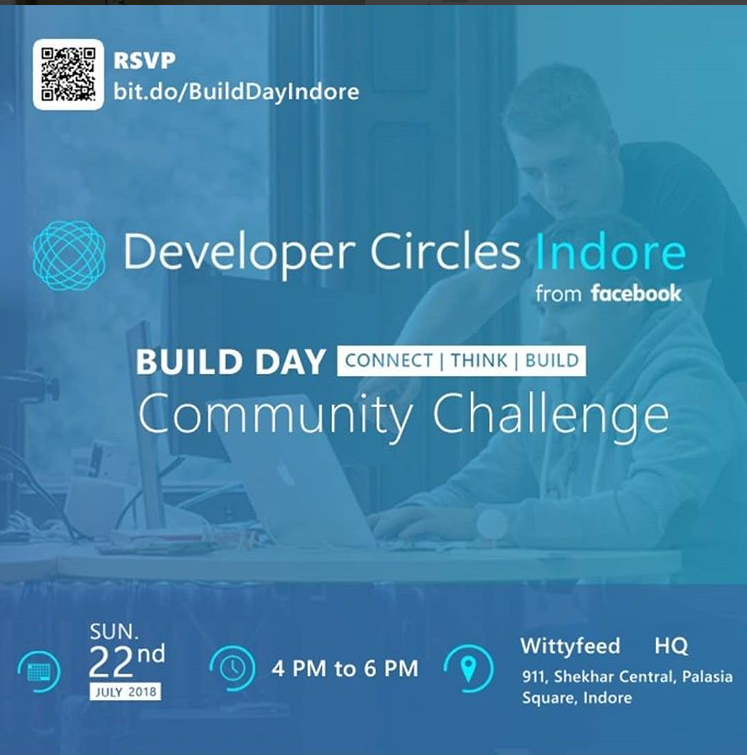 RSVP
bit.do/BuildDayIndore
Developer Circles Indore
from facebook
BUILD DAY CONNECT | THINK | BUILD
Community Challenge
SUN.
22nd
JULY 2018
4 PM to 6 PM
Wittyfeed HQ
911, Shekhar Central, Palasia
Square, Indore